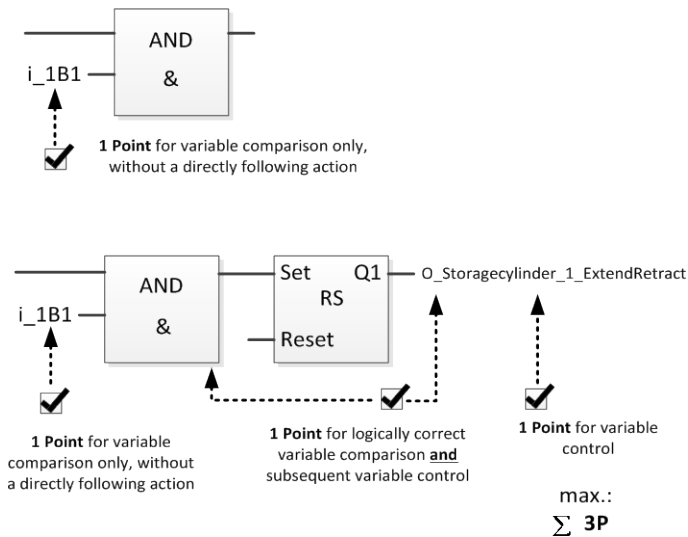 AND
i_1B1
&
1 Point for variable comparison only,
without a directly following action
Set Q1
O_Storagecylinder_1_ExtendRetract
AND
RS
i_1B1
&
Reset
1 Point for variable
comparison only, without
a directly following action
1 Point for logically correct
variable comparison and
subsequent variable control
1 Point for variable
control
max.:
∑ 3P